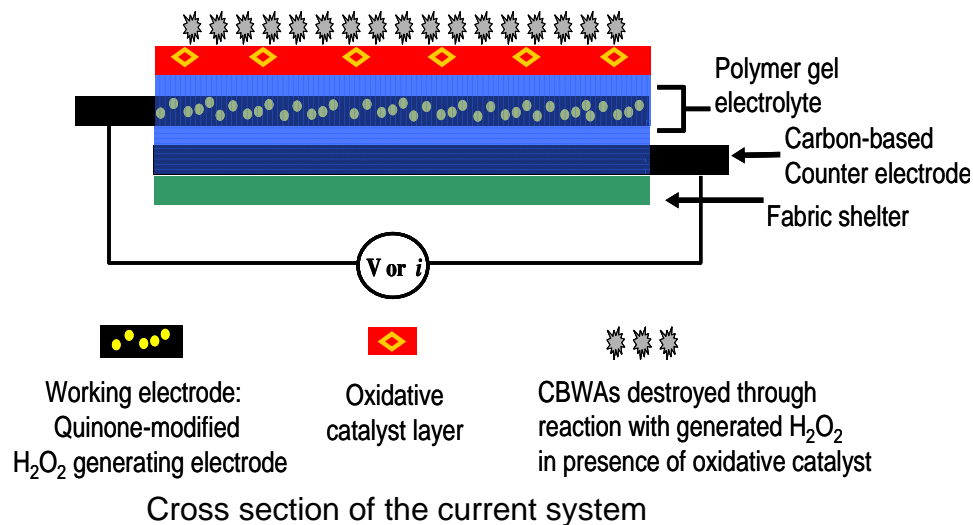 Polymer gel
electrolyte
Carbon-based
Counter electrode
Fabric shelter
V or i
Working electrode:
Quinone-modified
H₂O₂ generating electrode
Oxidative
catalyst layer
CBWAs destroyed through
reaction with generated H₂O₂
in presence of oxidative catalyst
Cross section of the current system